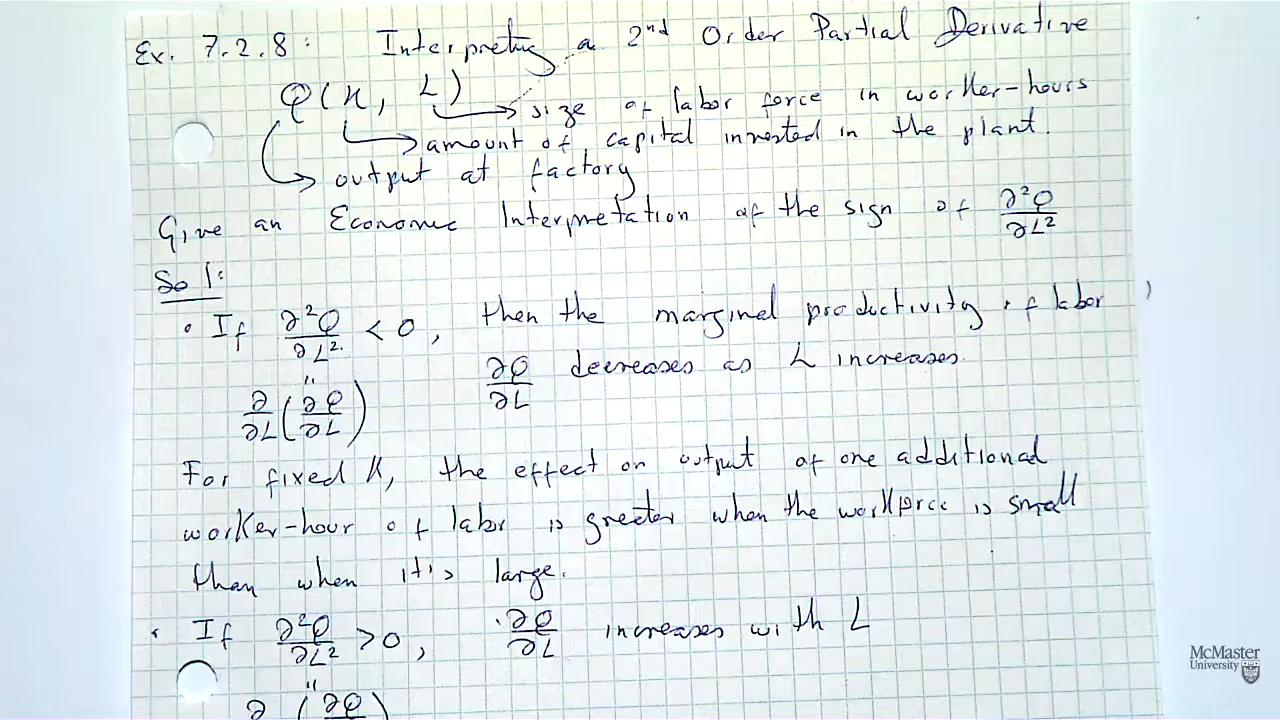 Ex. 7.2.8: Interpreting a 2nd Order Partial Derivative
Q(K, L)
→ size of labor force in worker-hours
→ amount of capital invested in the plant.
→ output at factory
Give an Economic Interpretation of the sign of ∂²Q/∂L²
Sol:
• If ∂²Q/∂L² < 0, then the marginal productivity of labor
∂Q/∂L decreases as L increases.
"
∂/∂L (∂Q/∂L)
For fixed K, the effect on output of one additional
worker-hour of labor is greater when the workforce is small
than when it's large.
• If ∂²Q/∂L² > 0, ∂Q/∂L increases with L
"
∂ (∂Q)
McMaster
University